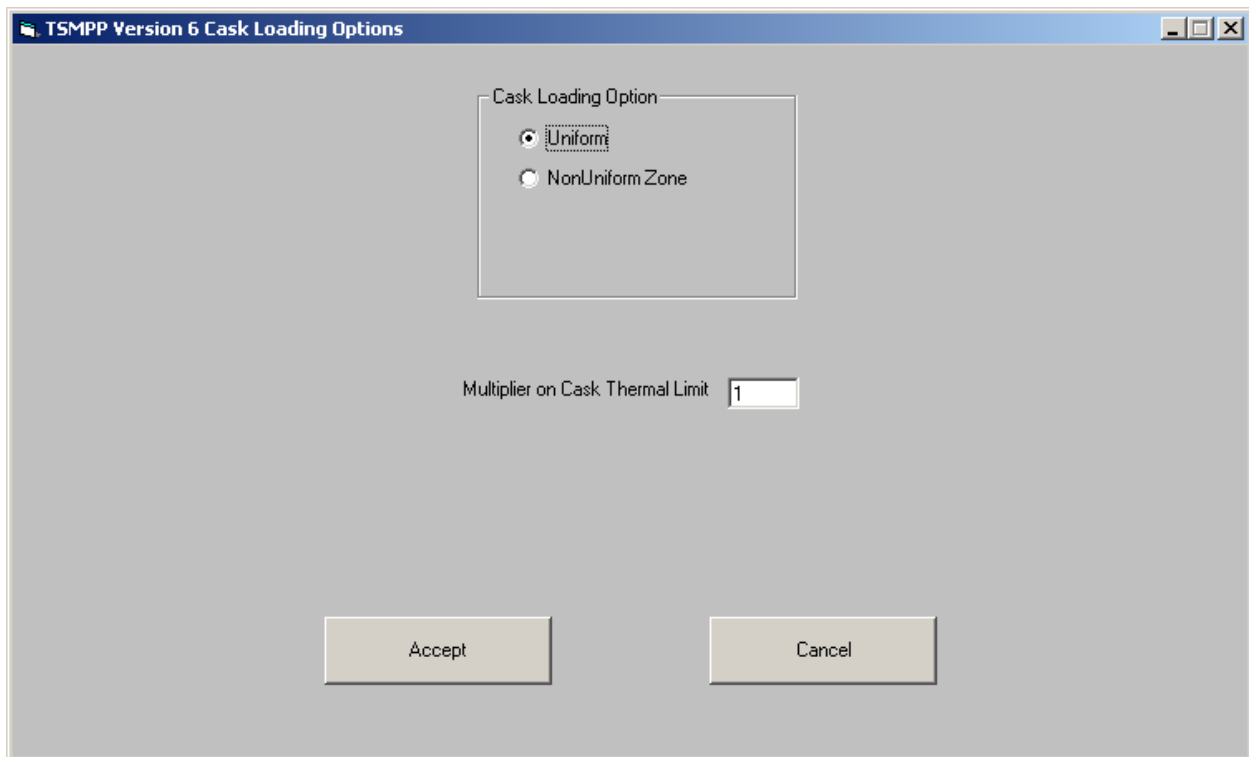 TSMPP Version 6 Cask Loading Options
Cask Loading Option
Uniform
NonUniform Zone
Multiplier on Cask Thermal Limit 1
Accept Cancel